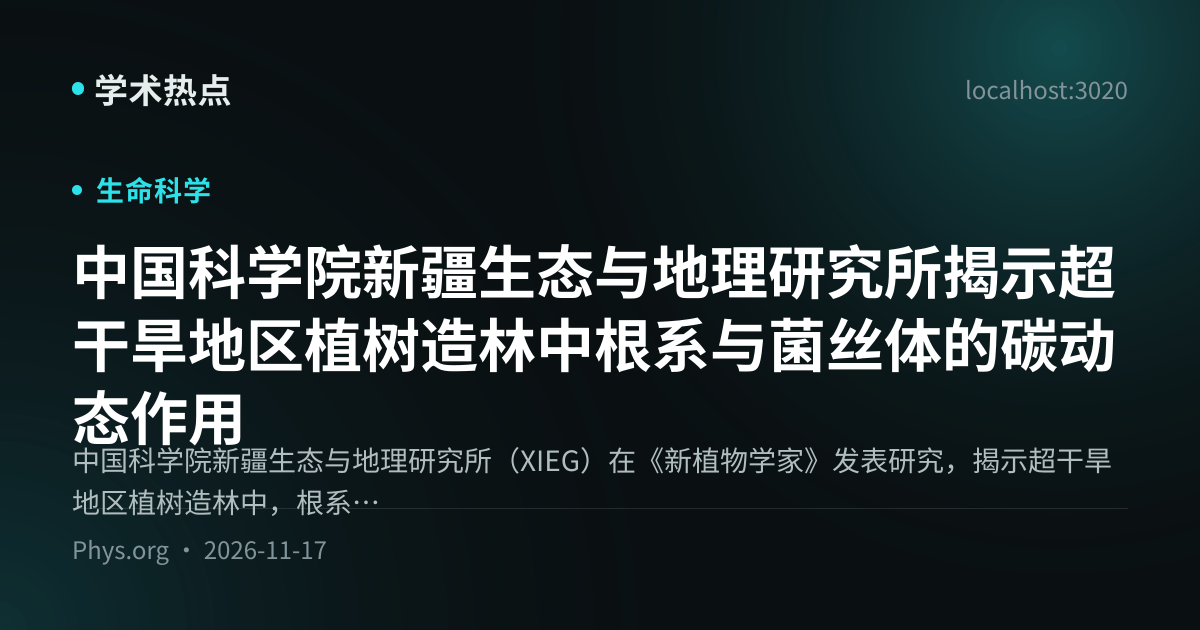 学术热点
localhost:3020
生命科学
中国科学院新疆生态与地理研究所揭示超
干旱地区植树造林中根系与菌丝体的碳动
态作用
中国科学院新疆生态与地理研究所（XIEG）在《新植物学家》发表研究，揭示超干旱
地区植树造林中，根系…
Phys.org · 2026-11-17